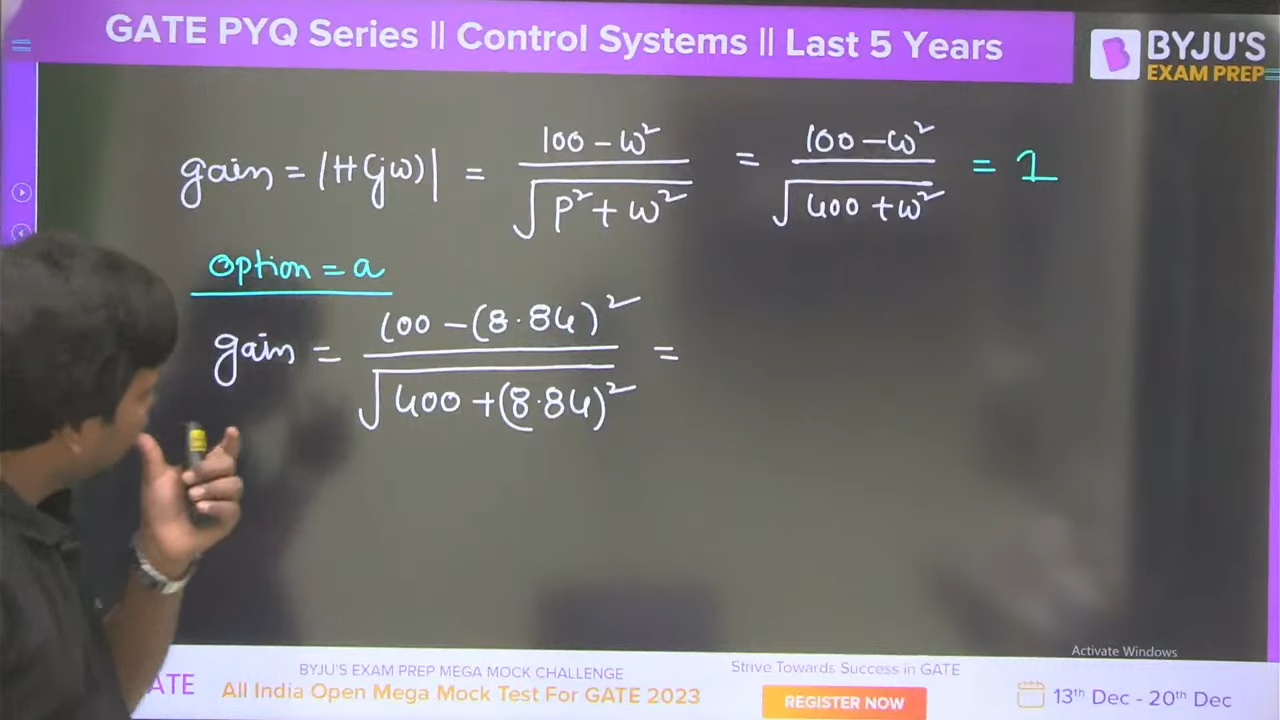 GATE PYQ Series || Control Systems || Last 5 Years
BYJU'S
EXAM PREP
gain = |H(jω)| = 100 - ω² / √(P² + ω²) = 100 - ω² / √(400 + ω²) = 1
Option = a
gain = 100 - (8.84)² / √(400 + (8.84)²) =
Activate Windows
ATE
BYJU'S EXAM PREP MEGA MOCK CHALLENGE
All India Open Mega Mock Test For GATE 2023
Strive Towards Success in GATE
REGISTER NOW
13th Dec - 20th Dec